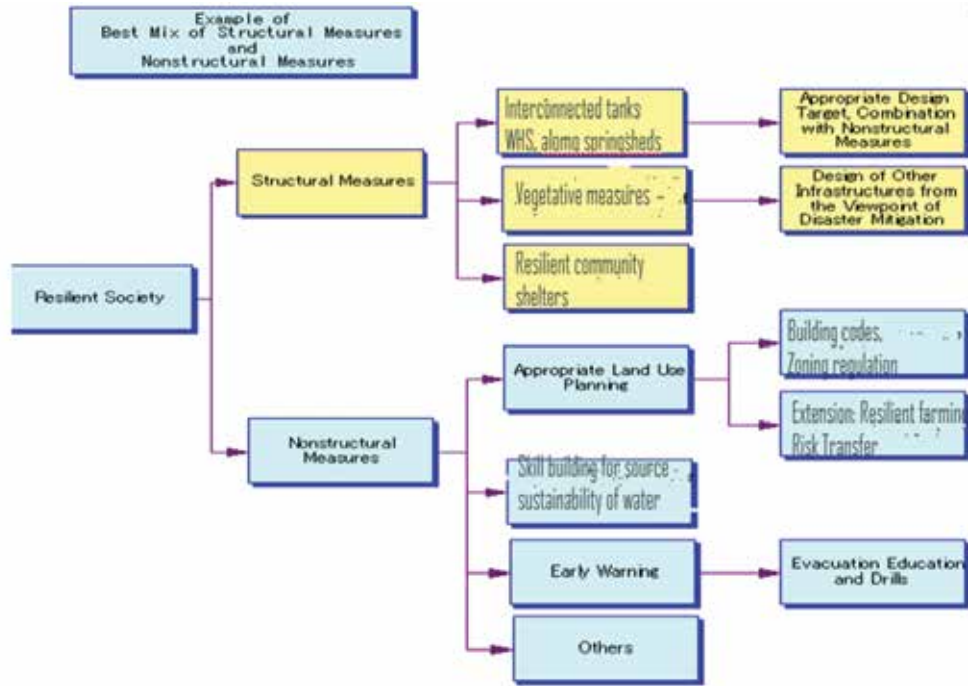 Example of
Best Mix of Structural Measures
and
Nonstructural Measures
Resilient Society
Structural Measures
Interconnected tanks
WHS, along springsheds
Appropriate Design
Target, Combination
with Nonstructural
Measures
Vegetative measures –
Design of Other
Infrastructures from
the Viewpoint of
Disaster Mitigation
Resilient community
shelters
Nonstructural
Measures
Appropriate Land Use
Planning
Building codes,
Zoning regulation
Extension: Resilient farming
Risk Transfer
Skill building for source -
sustainability of water
Early Warning
Evacuation Education
and Drills
Others